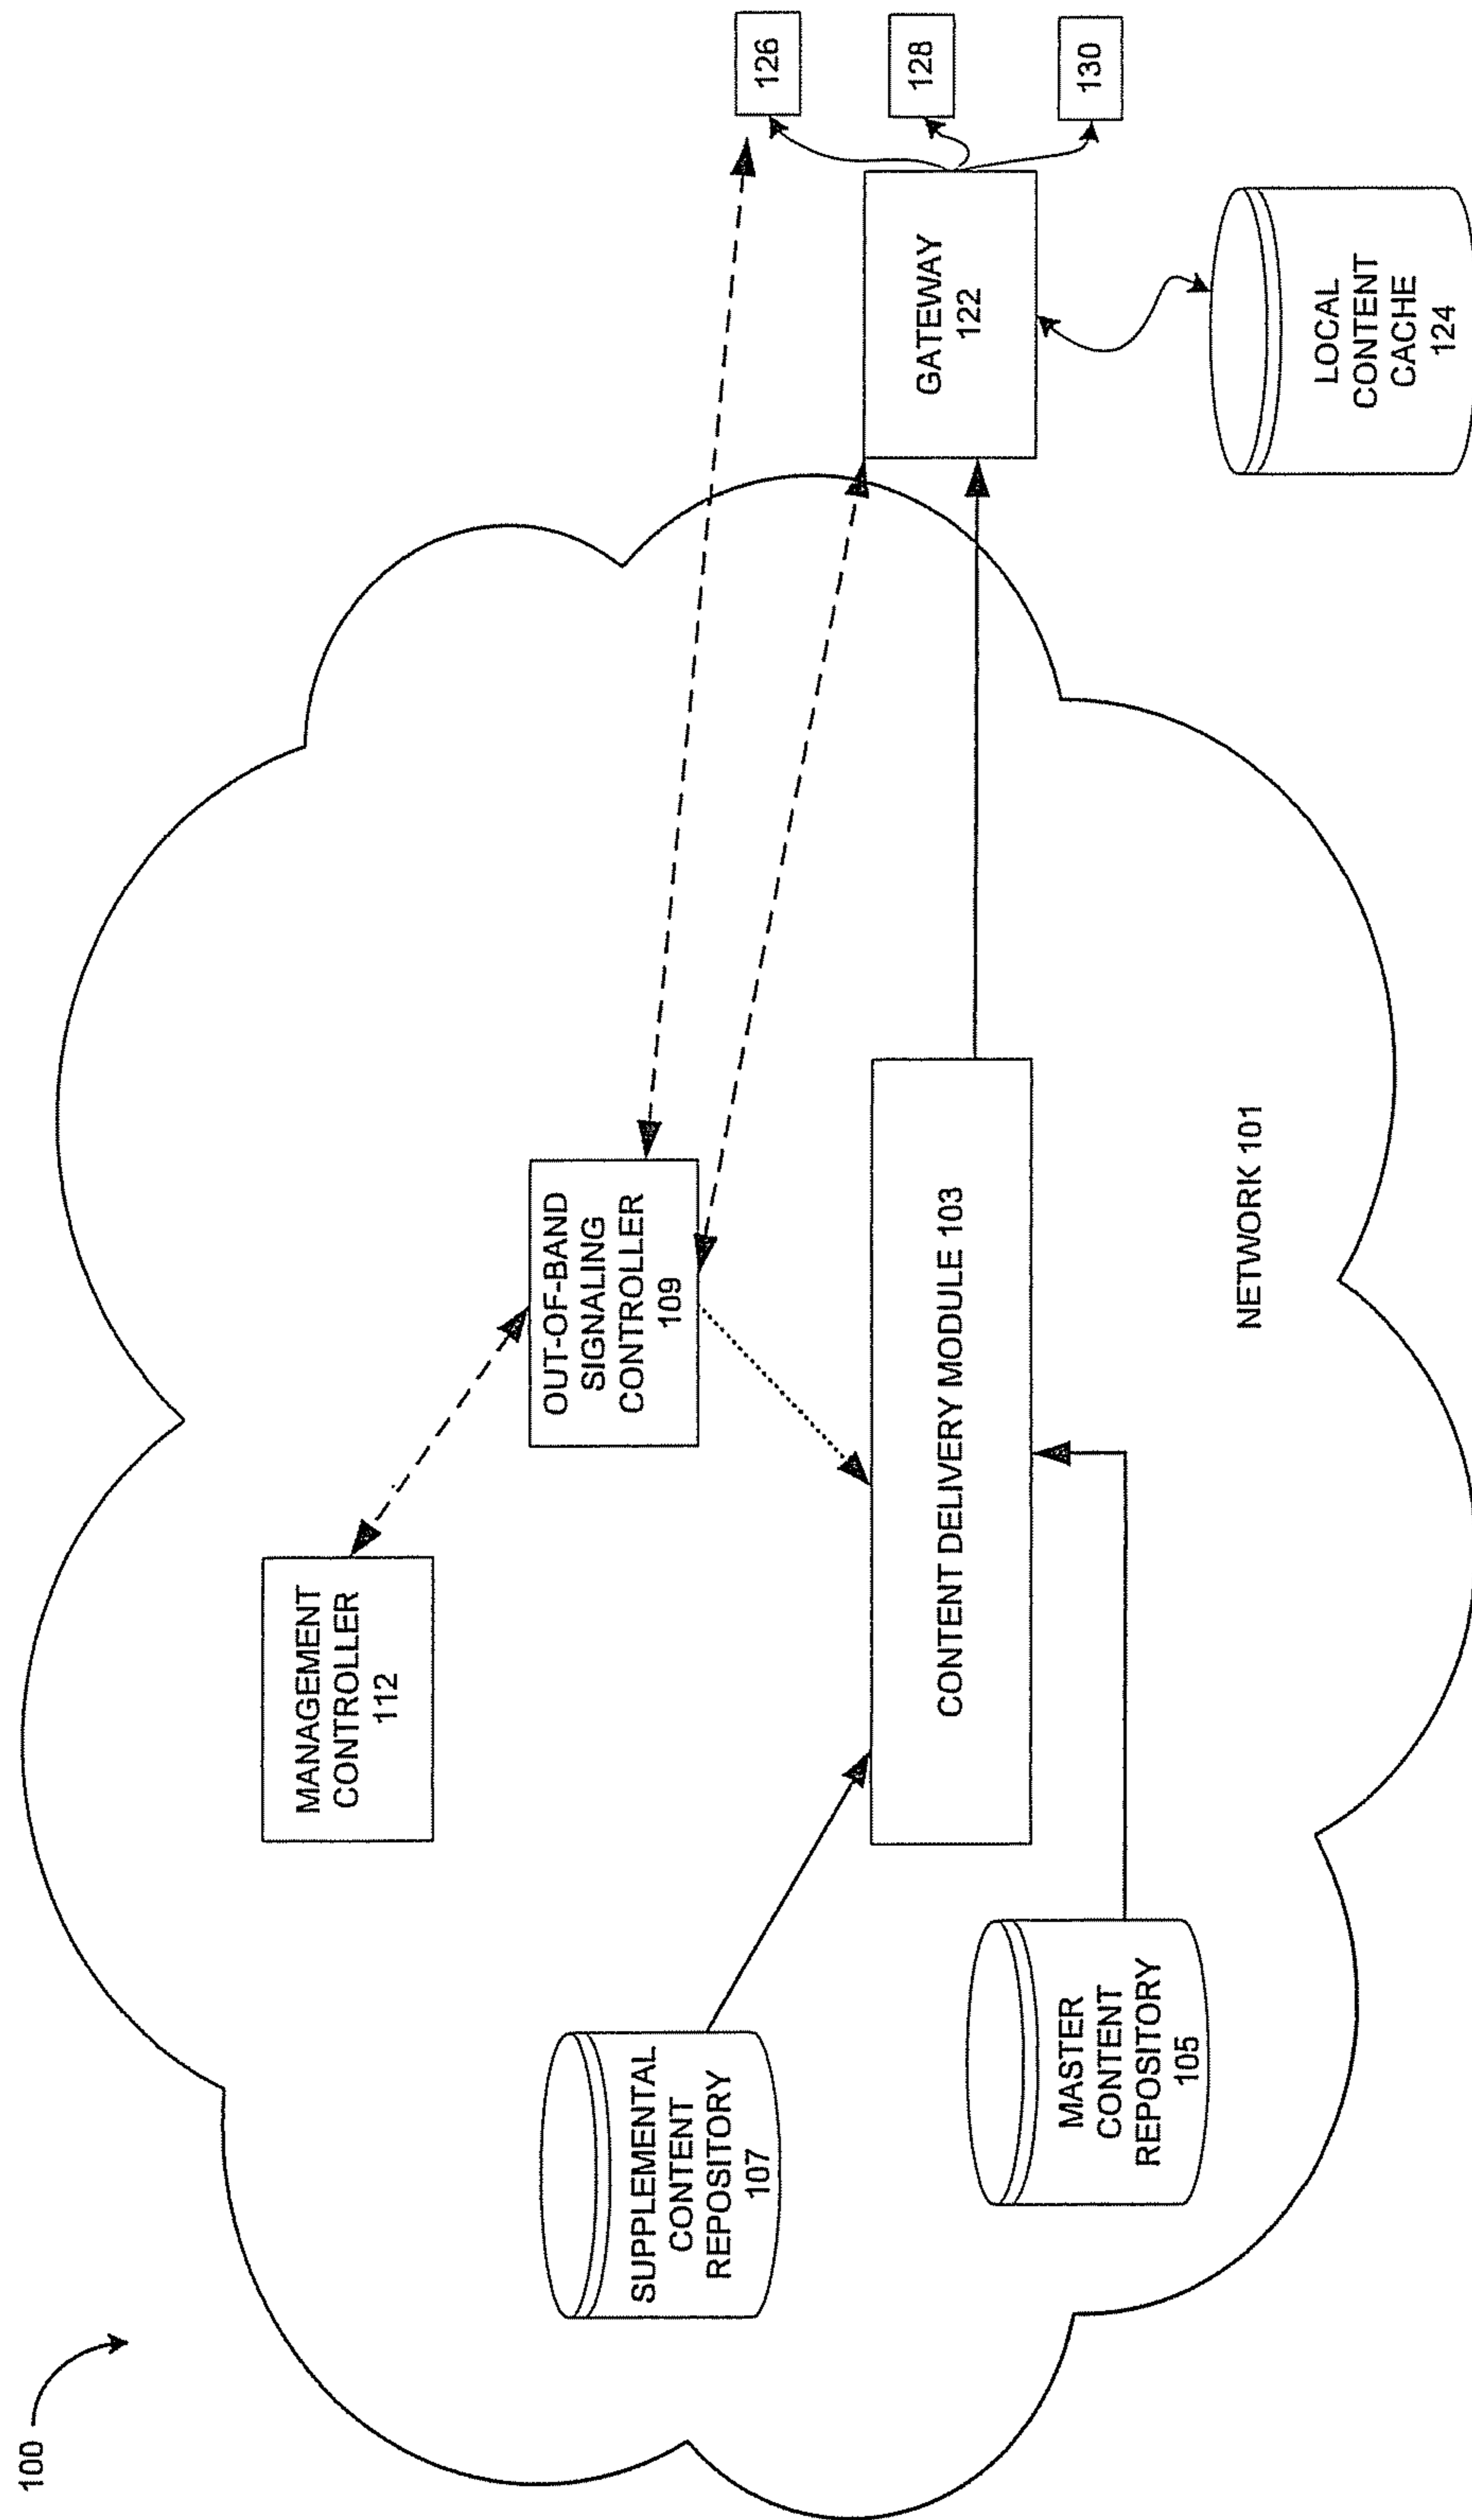 100
MANAGEMENT
CONTROLLER
112
OUT-OF-BAND
SIGNALING
CONTROLLER
109
126
128
130
SUPPLEMENTAL
CONTENT
REPOSITORY
107
CONTENT DELIVERY MODULE 103
GATEWAY
122
MASTER
CONTENT
REPOSITORY
105
NETWORK 101
LOCAL
CONTENT
CACHE
124